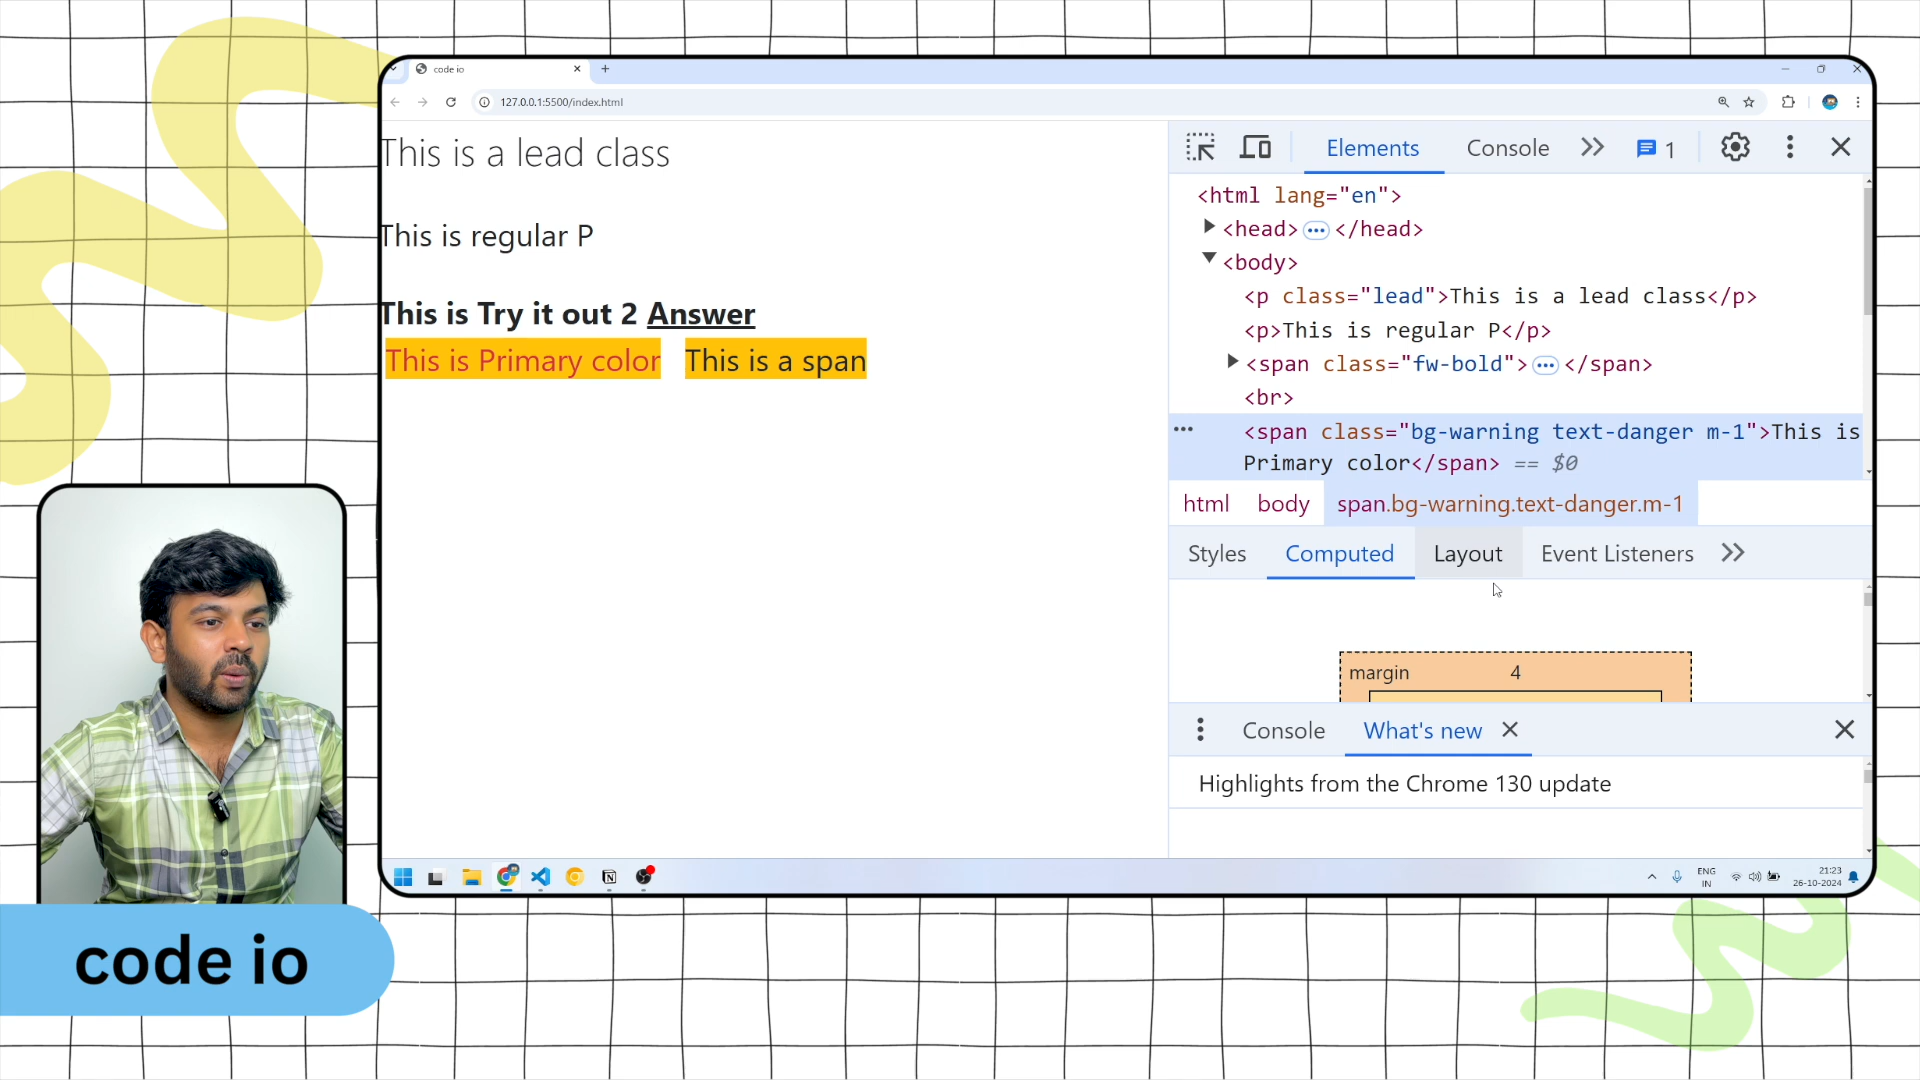 code io
127.0.0.1:5500/index.html
This is a lead class
This is regular P
This is Try it out 2 Answer
This is Primary color This is a span
Elements Console 1
<html lang="en">
<head> ••• </head>
<body>
<p class="lead">This is a lead class</p>
<p>This is regular P</p>
<span class="fw-bold"> ••• </span>
<br>
••• <span class="bg-warning text-danger m-1">This is
Primary color</span> == $0
html body span.bg-warning.text-danger.m-1
Styles Computed Layout Event Listeners
margin 4
Console What's new
Highlights from the Chrome 130 update
ENG
IN
21:23
26-10-2024
code io